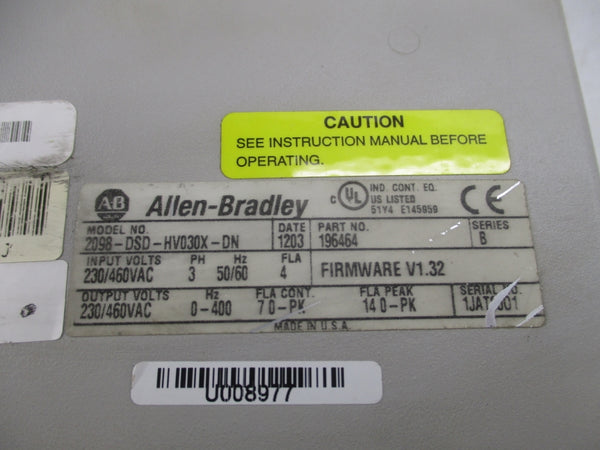 CAUTION
SEE INSTRUCTION MANUAL BEFORE
OPERATING.
AB Allen-Bradley
C UL US IND. CONT. EQ.
LISTED
51Y4 E145959
CE
MODEL NO. DATE PART NO. SERIES
2098-DSD-HV030X-DN 1203 196464 B
INPUT VOLTS PH Hz FLA
230/460VAC 3 50/60 4 FIRMWARE V1.32
OUTPUT VOLTS Hz FLA CONT. FLA PEAK SERIAL NO.
230/460VAC 0-400 7 0-PK 14 0-PK
MADE IN U.S.A.
U008977